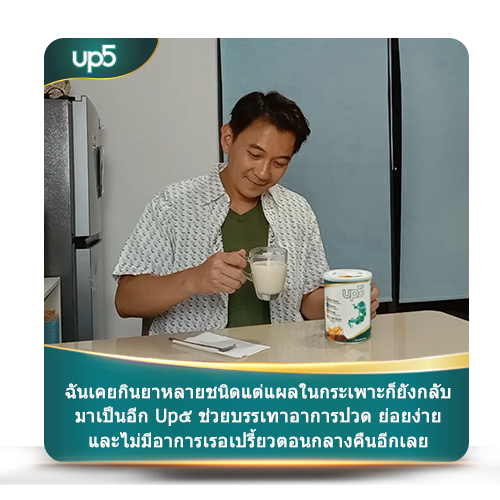 up5
up5
ฉันเคยกินยาหลายชนิดแต่แผลในกระเพาะก็ยังกลับ
มาเป็นอีก Up๕ ช่วยบรรเทาอาการปวด ย่อยง่าย
และไม่มีอาการเรอเปรี้ยวตอนกลางคืนอีกเลย